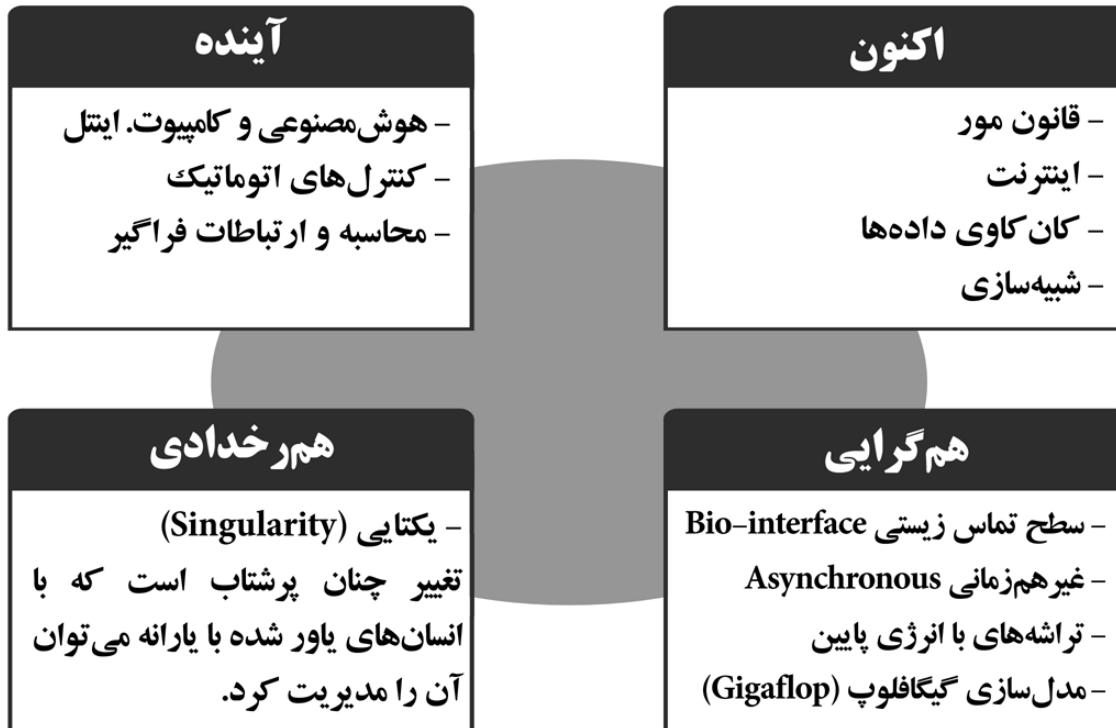 اکنون
- قانون مور
- اینترنت
- کان کاوی داده‌ها
- شبیه‌سازی
آینده
- هوش‌مصنوعی و کامپیوت. اینتل
- کنترل‌های اتوماتیک
- محاسبه و ارتباطات فراگیر
هم‌گرایی
- سطح تماس زیستی Bio-interface
- غیرهم‌زمانی Asynchronous
- تراشه‌های با انرژی پایین
- مدل‌سازی گیگافلوپ (Gigaflop)
هم‌رخدادی
- یکتایی (Singularity)
تغییر چنان پرشتاب است که با
انسان‌های یاور شده با یارانه می‌توان
آن را مدیریت کرد.